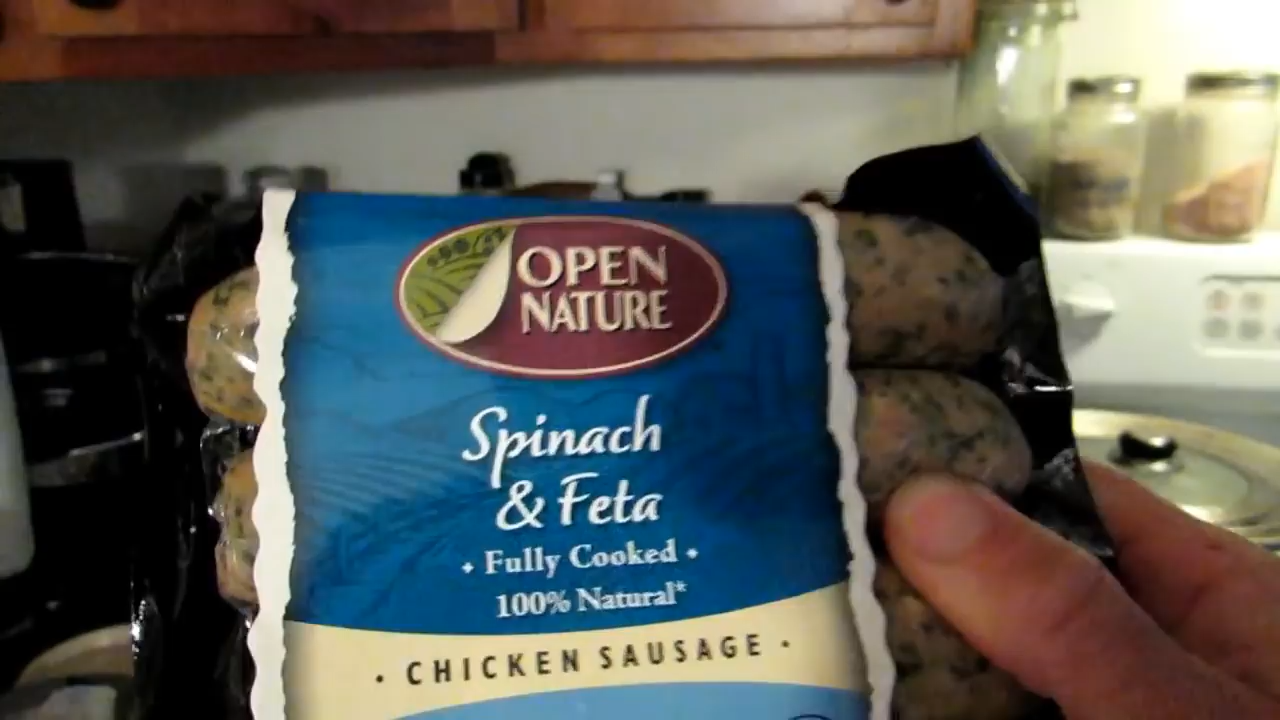 OPEN
NATURE
Spinach
& Feta
• Fully Cooked •
100% Natural*
• CHICKEN SAUSAGE •